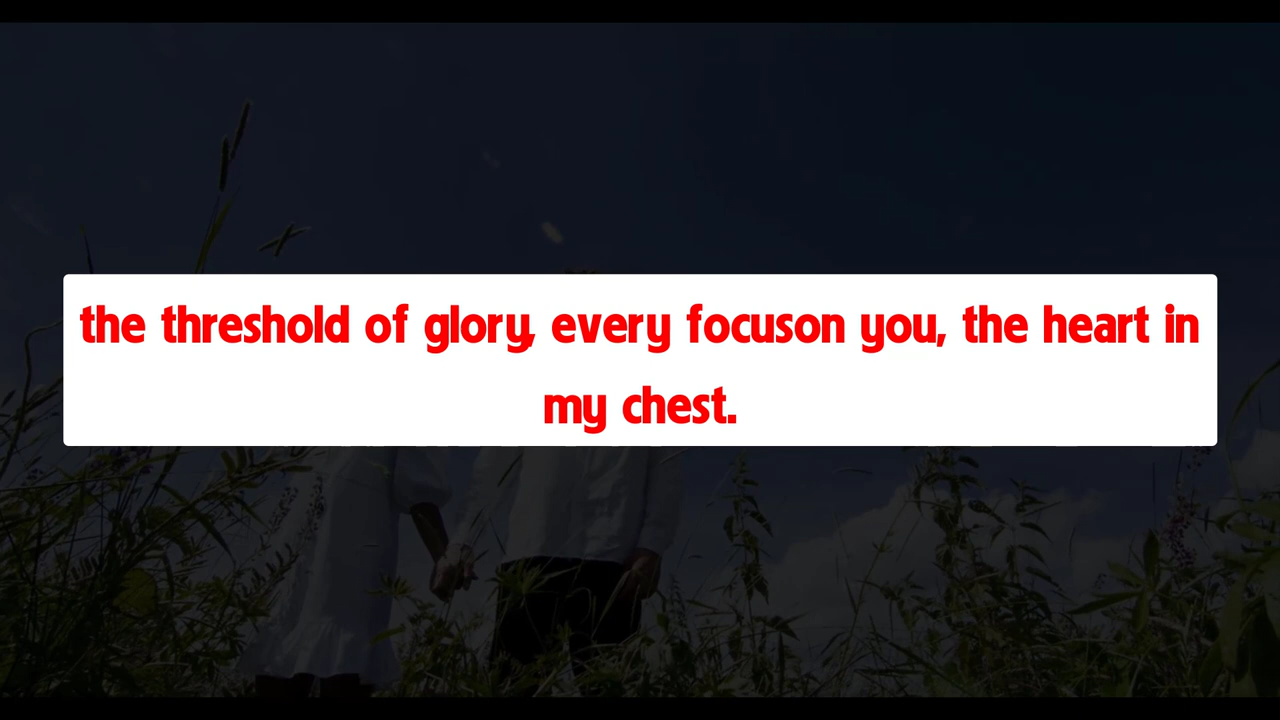 the threshold of glory, every focuson you, the heart in
my chest.